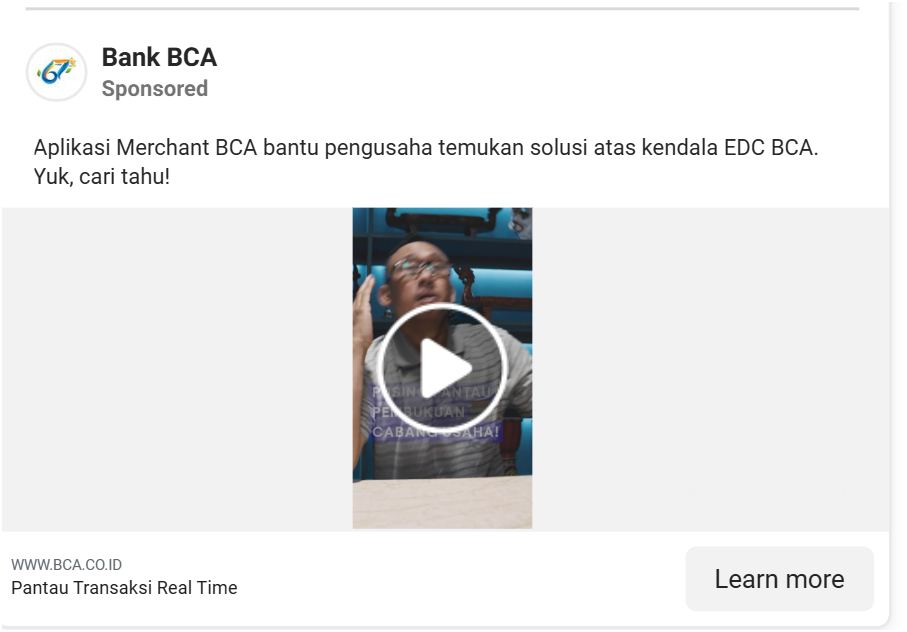 67
Bank BCA
Sponsored
Aplikasi Merchant BCA bantu pengusaha temukan solusi atas kendala EDC BCA.
Yuk, cari tahu!
PUSING PANTAU
PEMBUKUAN
CABANG USAHA!
WWW.BCA.CO.ID
Pantau Transaksi Real Time
Learn more